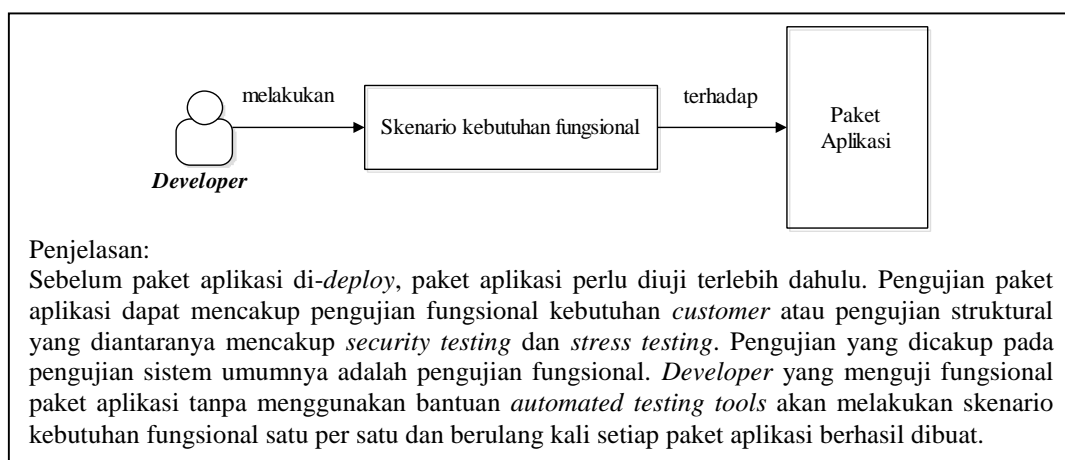 melakukan
terhadap
Skenario kebutuhan fungsional
Paket
Aplikasi
Developer
Penjelasan:
Sebelum paket aplikasi di-deploy, paket aplikasi perlu diuji terlebih dahulu. Pengujian paket
aplikasi dapat mencakup pengujian fungsional kebutuhan customer atau pengujian struktural
yang diantaranya mencakup security testing dan stress testing. Pengujian yang dicakup pada
pengujian sistem umumnya adalah pengujian fungsional. Developer yang menguji fungsional
paket aplikasi tanpa menggunakan bantuan automated testing tools akan melakukan skenario
kebutuhan fungsional satu per satu dan berulang kali setiap paket aplikasi berhasil dibuat.